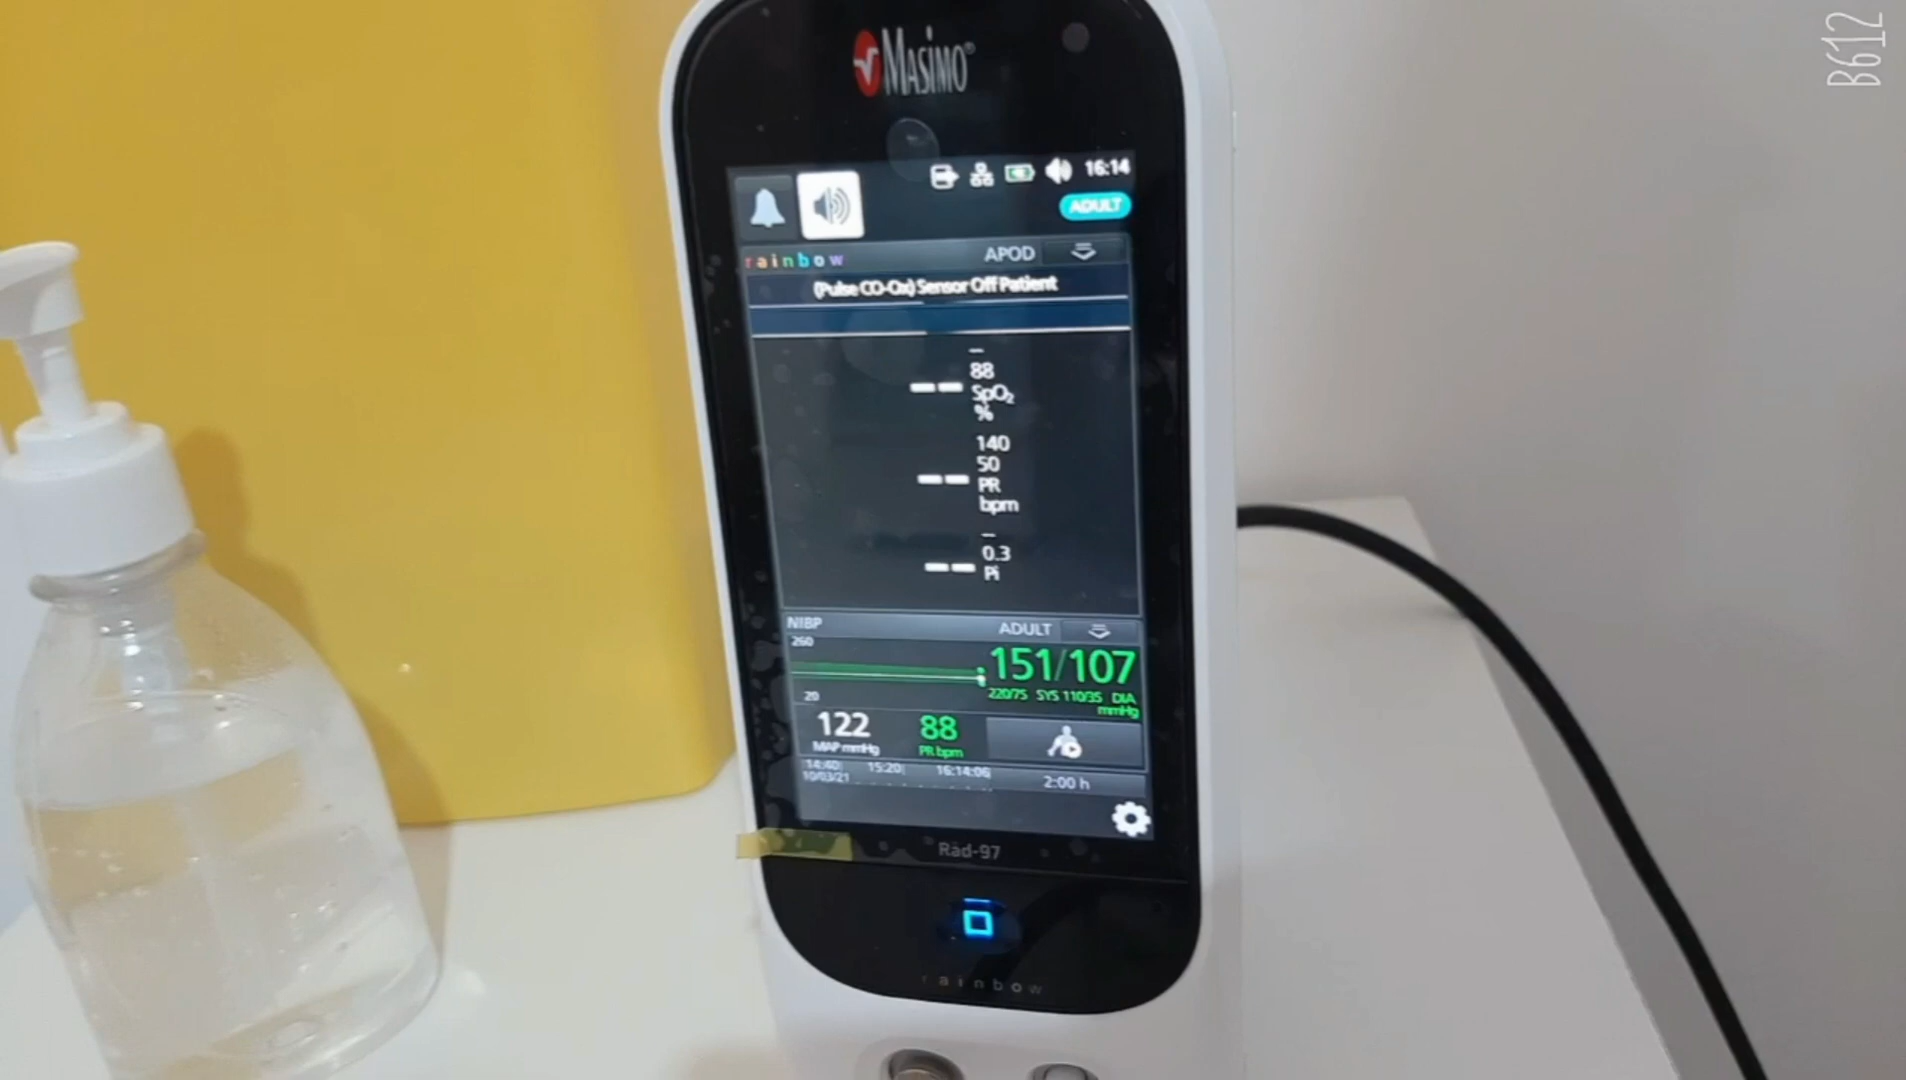 B612
MASIMO®
16:14
ADULT
rainbow APOD
(Pulse CO-Ox) Sensor Off Patient
–
88
-- SpO₂
%
140
50
-- PR
bpm
–
0.3
-- Pi
NIBP ADULT
260
151/107
20 220/75 SYS 110/35 DIA
mmHg
122 88
MAP mmHg PR bpm
14:40 15:20 16:14:06 2:00 h
10/03/21
Rad-97
rainbow